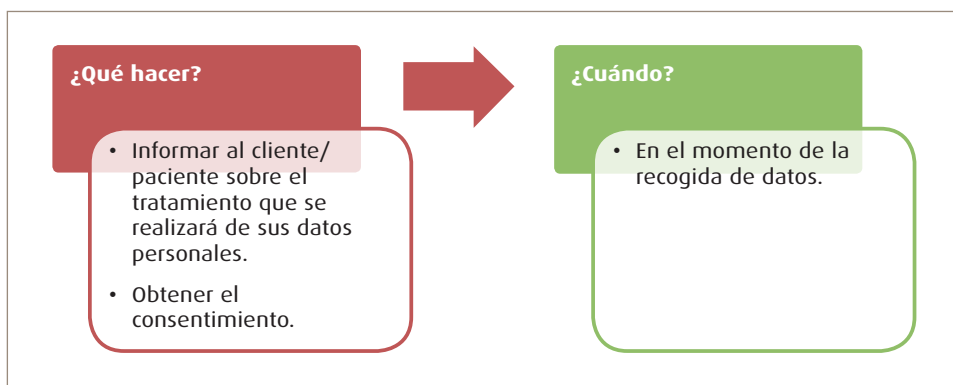 ¿Qué hacer?
• Informar al cliente/
paciente sobre el
tratamiento que se
realizará de sus datos
personales.
• Obtener el
consentimiento.
¿Cuándo?
• En el momento de la
recogida de datos.